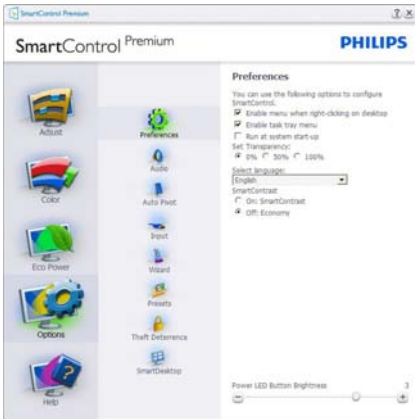 SmartControl Premium
SmartControl Premium
PHILIPS
Adjust
Color
Eco Power
Options
Help
Preferences
Audio
Auto Pivot
Input
Wizard
Presets
Theft Deterrence
SmartDesktop
Preferences
You can use the following options to configure
SmartControl.
Enable menu when right-clicking on desktop
Enable task tray menu
Run at system start-up
Set Transparency:
0% 50% 100%
Select language:
English
SmartContrast
On: SmartContrast
Off: Economy
Power LED Button Brightness 3